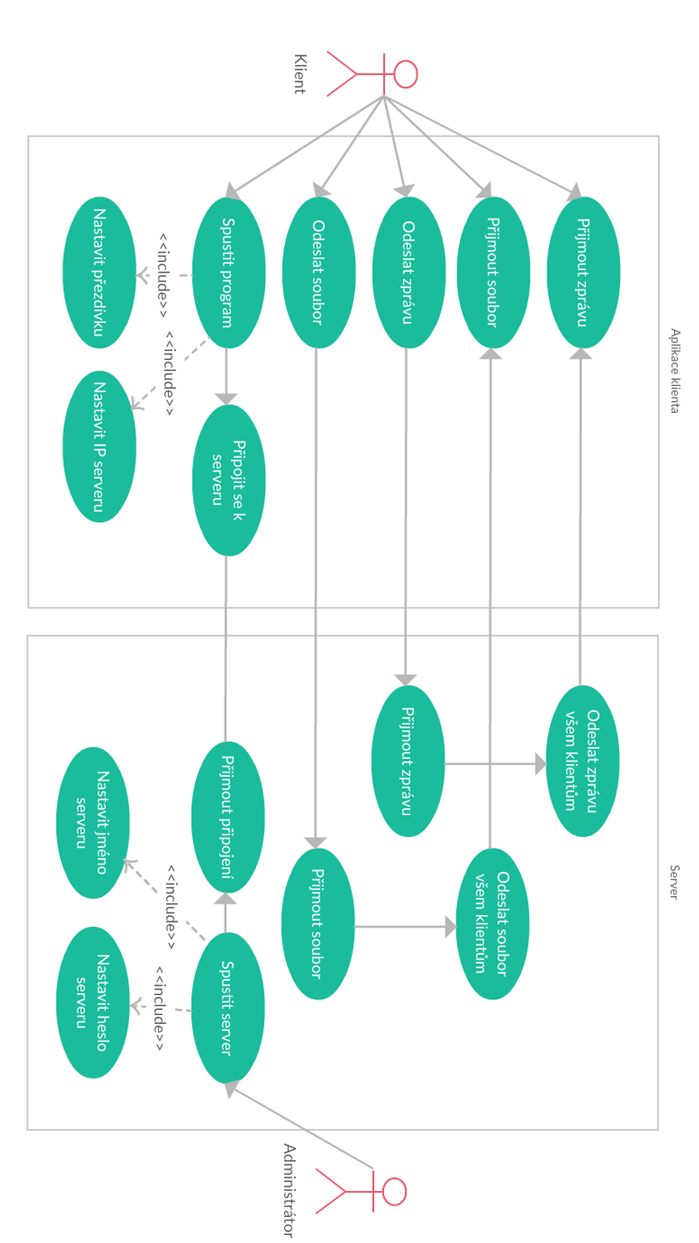 Aplikace klienta
Server
Přijmout zprávu
Odeslat zprávu
všem klientům
Přijmout soubor
Odeslat soubor
všem klientům
Odeslat zprávu
Přijmout zprávu
Odeslat soubor
Přijmout soubor
Klient
Administrátor
Spustit program
Připojit se k
serveru
Přijmout připojení
Spustit server
<<include>>
<<include>>
<<include>>
<<include>>
Nastavit přezdívku
Nastavit IP serveru
Nastavit jméno
serveru
Nastavit heslo
serveru